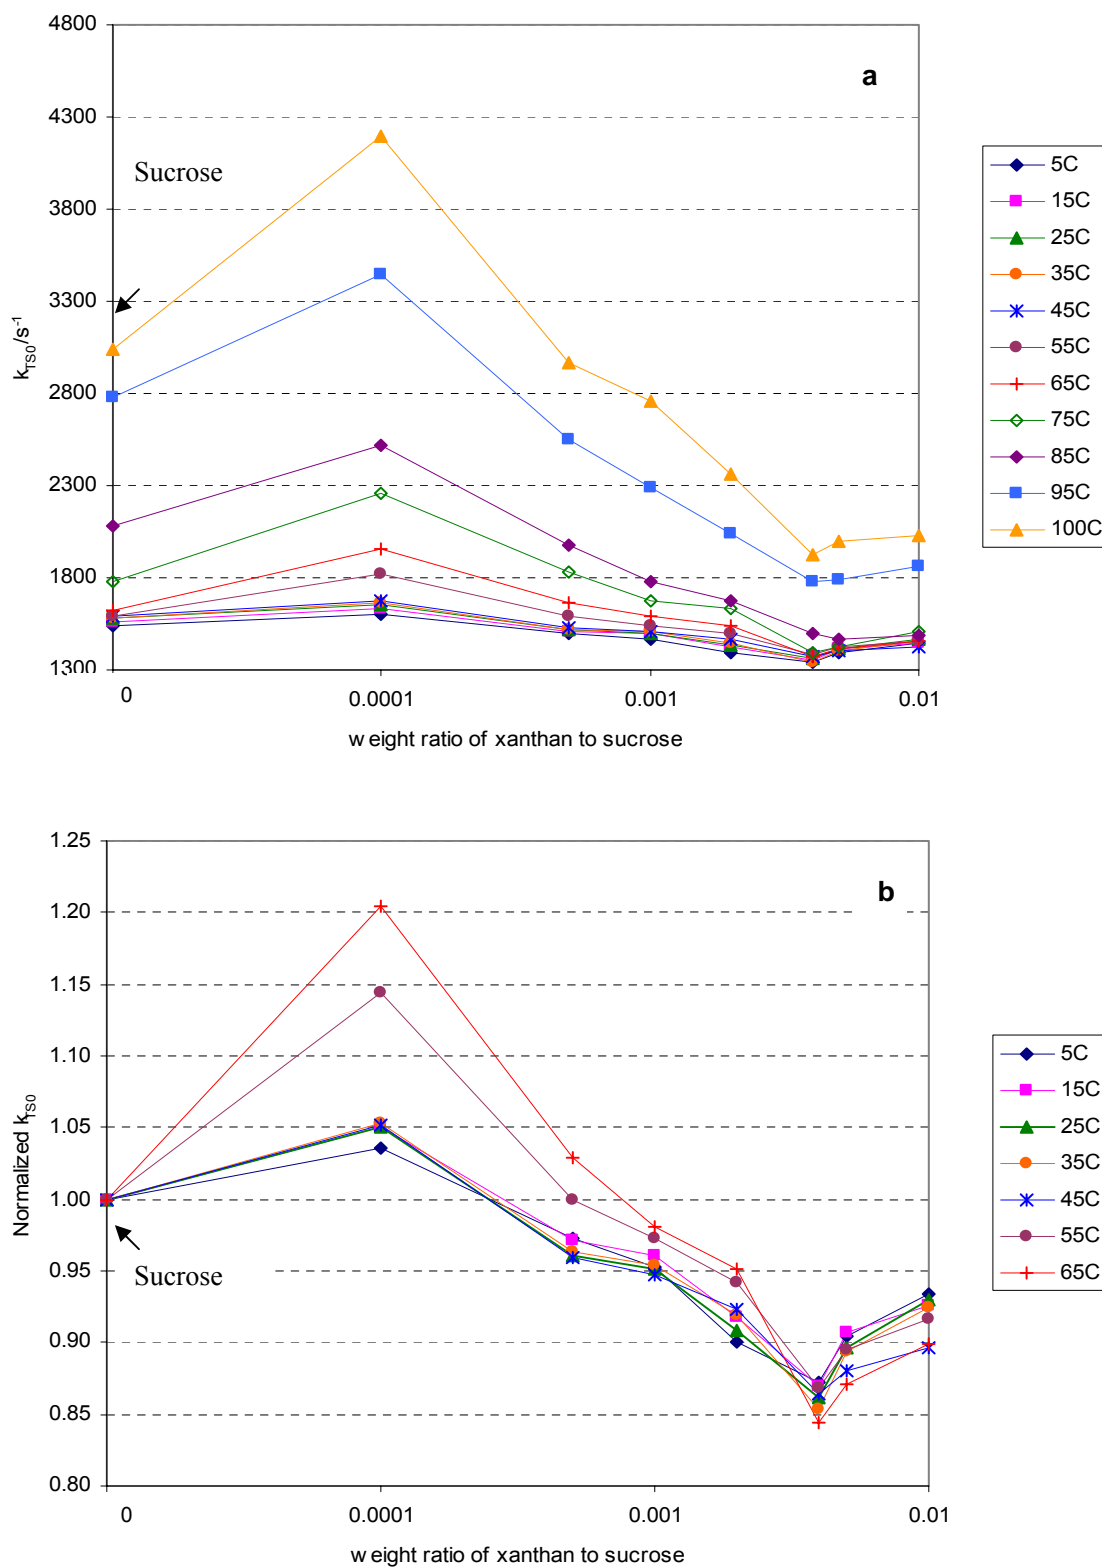 4800
a
4300
Sucrose
3800
3300
2800
2300
1800
1300
kTS0/s-1
0
0.0001
0.001
0.01
w eight ratio of xanthan to sucrose
5C
15C
25C
35C
45C
55C
65C
75C
85C
95C
100C
1.25
b
1.20
1.15
1.10
1.05
1.00
0.95
Sucrose
0.90
0.85
0.80
Normalized kTS0
0
0.0001
0.001
0.01
w eight ratio of xanthan to sucrose
5C
15C
25C
35C
45C
55C
65C